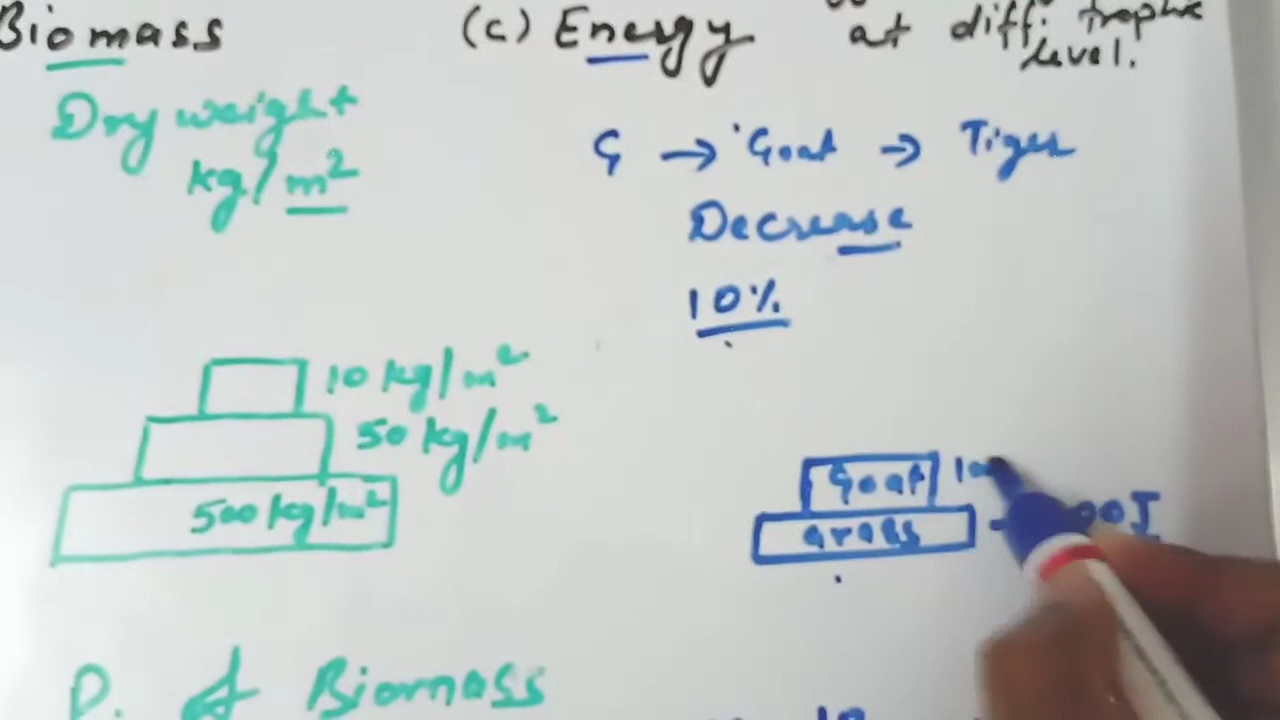 Biomass
Dry weight
kg/m²
10 kg/m²
50 kg/m²
500 kg/m²
P. of Biomass
(c) Energy
at diff. trophic
level.
G → Goat → Tiger
Decrease
10%
Goat
Grass